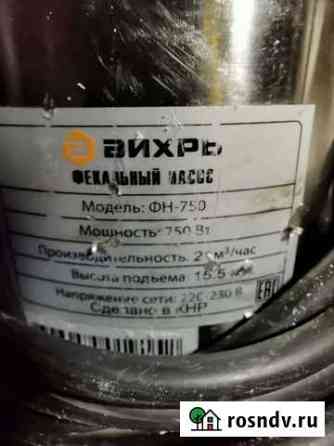 ВИХРЬ
ФЕКАЛЬНЫЙ НАСОС
Модель: ФН-750
Мощность: 750 Вт
Производительность: м³/час
Высота подъема: 15.5
Напряжение сети: 220-230 В
Сделано в КНР
EAC
rosndv.ru